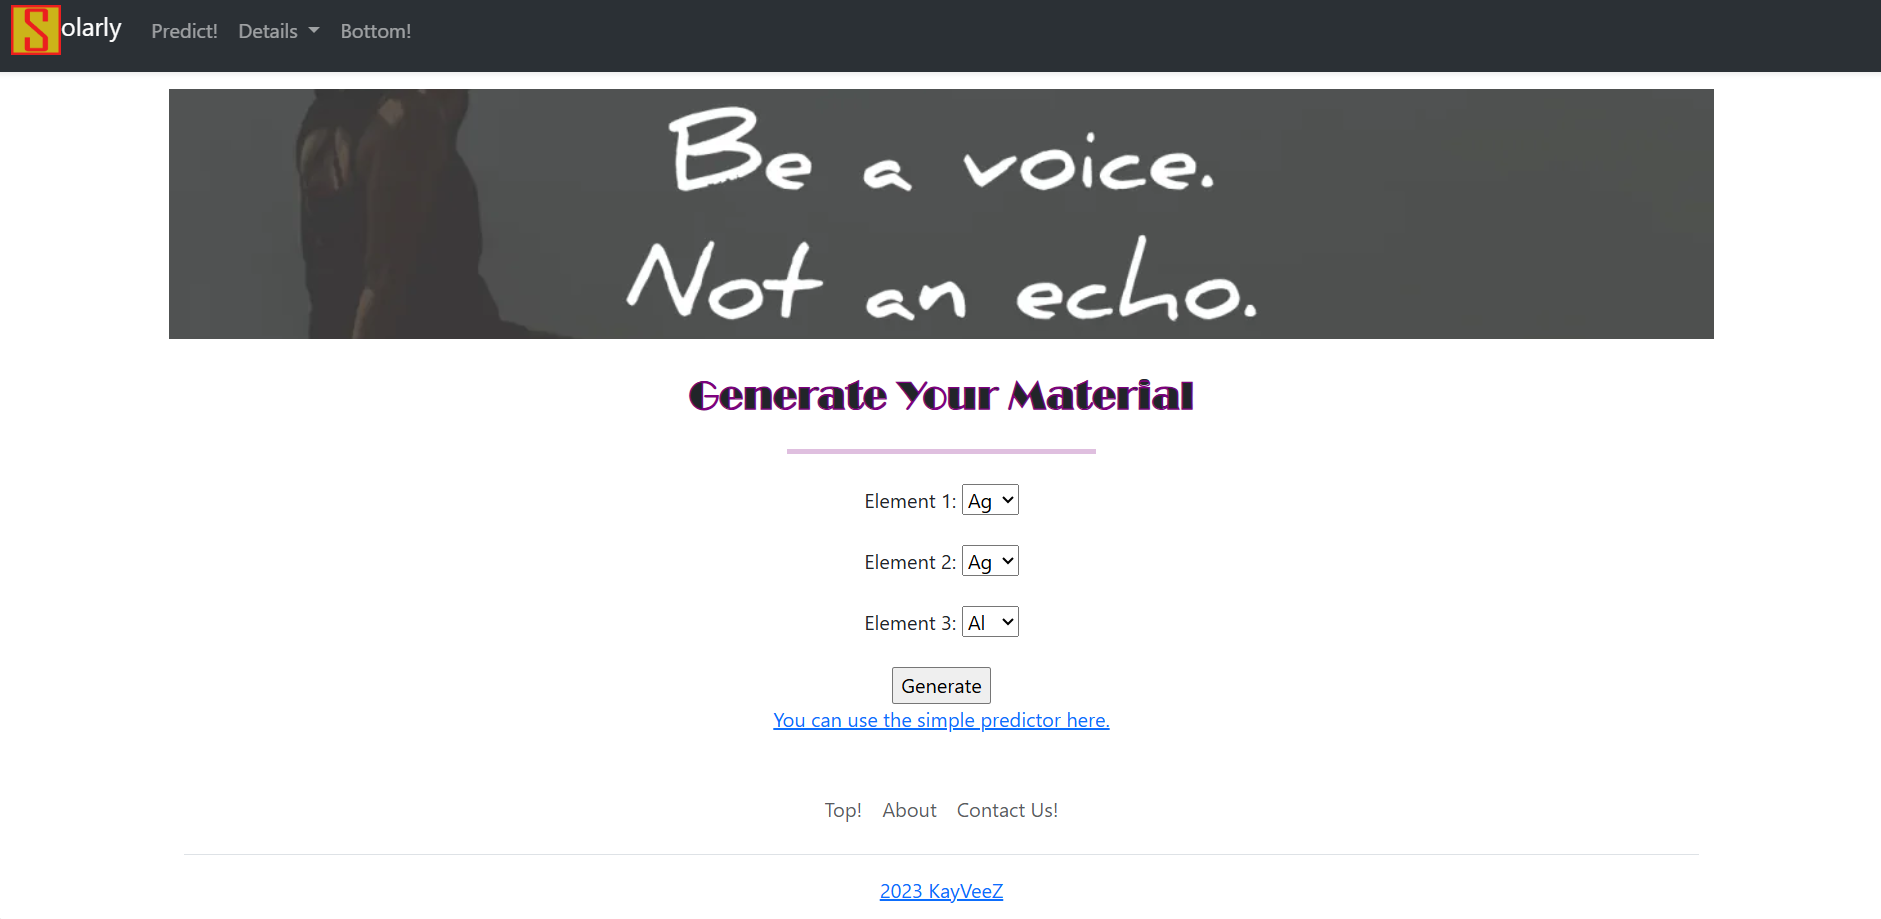 Solarly Predict! Details Bottom!
Be a voice.
Not an echo.
Generate Your Material
Element 1: Ag
Element 2: Ag
Element 3: Al
Generate
You can use the simple predictor here.
Top! About Contact Us!
2023 KayVeeZ